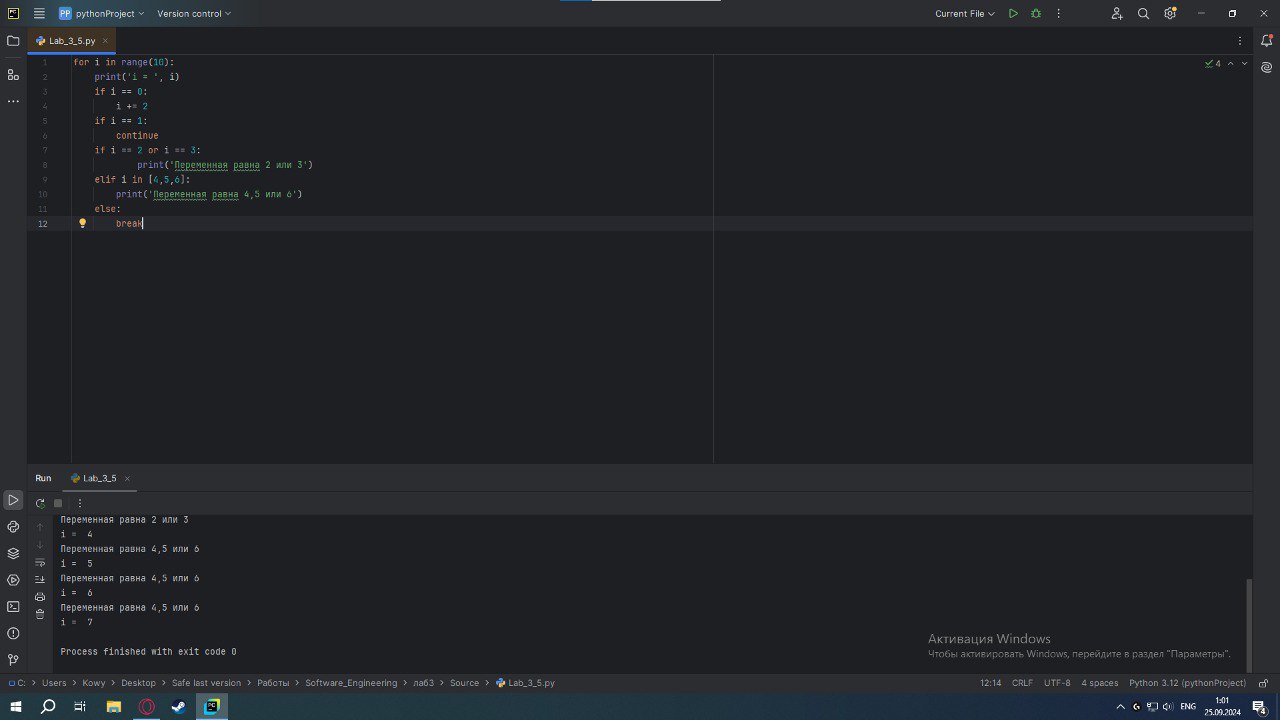 PC PP pythonProject Version control Current File
Lab_3_5.py
1 for i in range(10): 4
2 print('i = ', i)
3 if i == 0:
4 i += 2
5 if i == 1:
6 continue
7 if i == 2 or i == 3:
8 print('Переменная равна 2 или 3')
9 elif i in [4,5,6]:
10 print('Переменная равна 4,5 или 6')
11 else:
12 break
Run Lab_3_5
Переменная равна 2 или 3
i =  4
Переменная равна 4,5 или 6
i =  5
Переменная равна 4,5 или 6
i =  6
Переменная равна 4,5 или 6
i =  7
Process finished with exit code 0
Активация Windows
Чтобы активировать Windows, перейдите в раздел "Параметры".
C: Users Kowy Desktop Safe last version Работы Software_Engineering лаб3 Source Lab_3_5.py 12:14 CRLF UTF-8 4 spaces Python 3.12 (pythonProject)
ENG 1:01
25.09.2024